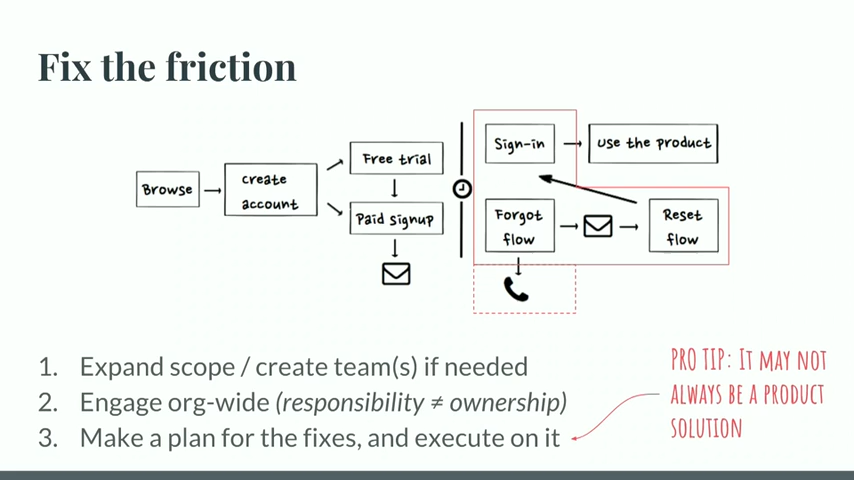 Fix the friction
Browse
create
account
Free trial
Paid signup
Sign-in
Use the product
Forgot
flow
Reset
flow
1. Expand scope / create team(s) if needed
2. Engage org-wide (responsibility ≠ ownership)
3. Make a plan for the fixes, and execute on it
PRO TIP: IT MAY NOT
ALWAYS BE A PRODUCT
SOLUTION